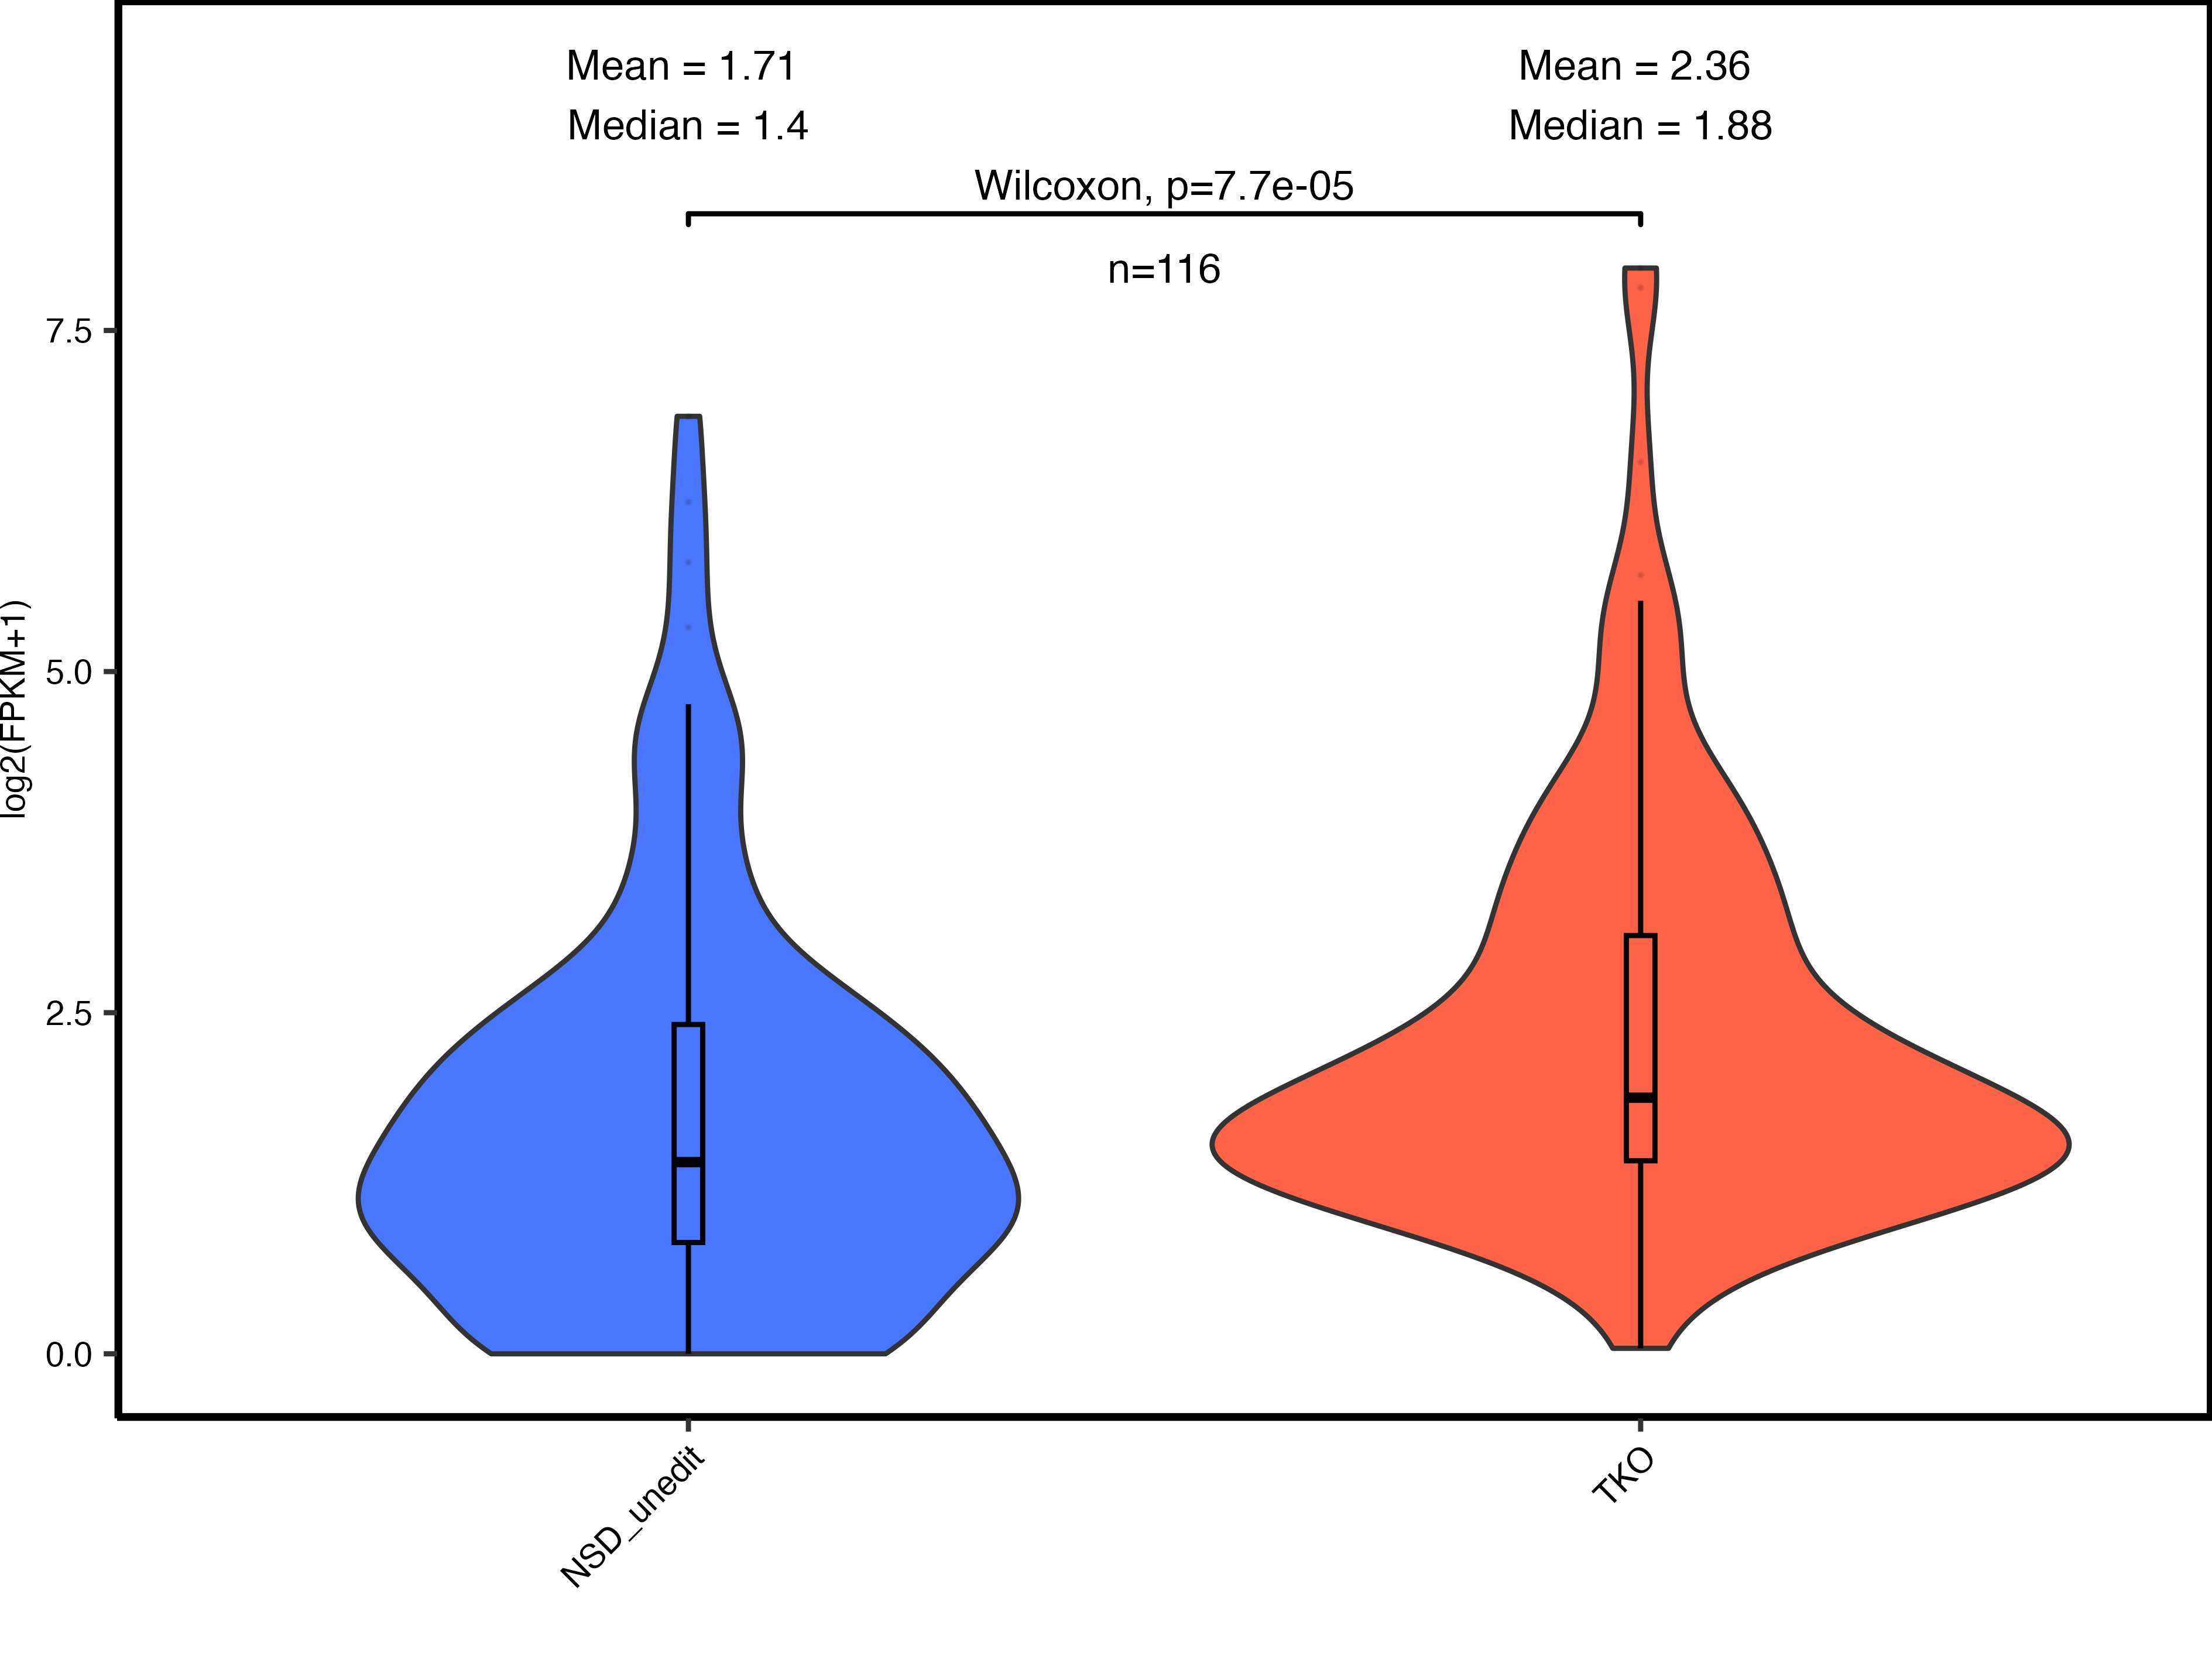 Mean = 1.71
Mean = 2.36
Median = 1.4
Median = 1.88
Wilcoxon, p=7.7e-05
n=116
7.5
5.0
2.5
0.0
log2(FPKM+1)
NSD_unedit
TKO